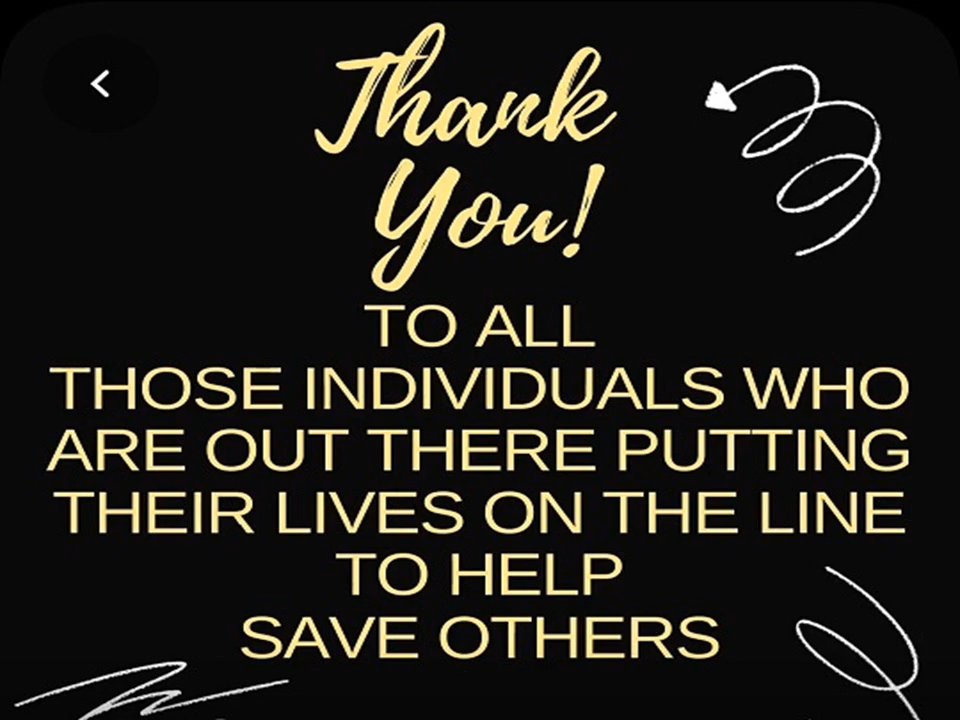 Thank
You!
TO ALL
THOSE INDIVIDUALS WHO
ARE OUT THERE PUTTING
THEIR LIVES ON THE LINE
TO HELP
SAVE OTHERS